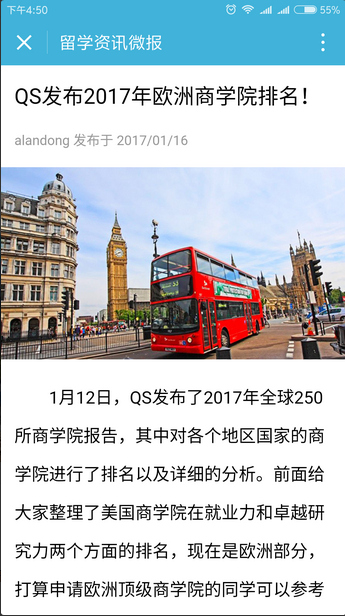 下午4:50
55%
留学资讯微报
QS发布2017年欧洲商学院排名！
alandong 发布于 2017/01/16
1月12日，QS发布了2017年全球250
所商学院报告，其中对各个地区国家的商
学院进行了排名以及详细的分析。前面给
大家整理了美国商学院在就业力和卓越研
究力两个方面的排名，现在是欧洲部分，
打算申请欧洲顶级商学院的同学可以参考